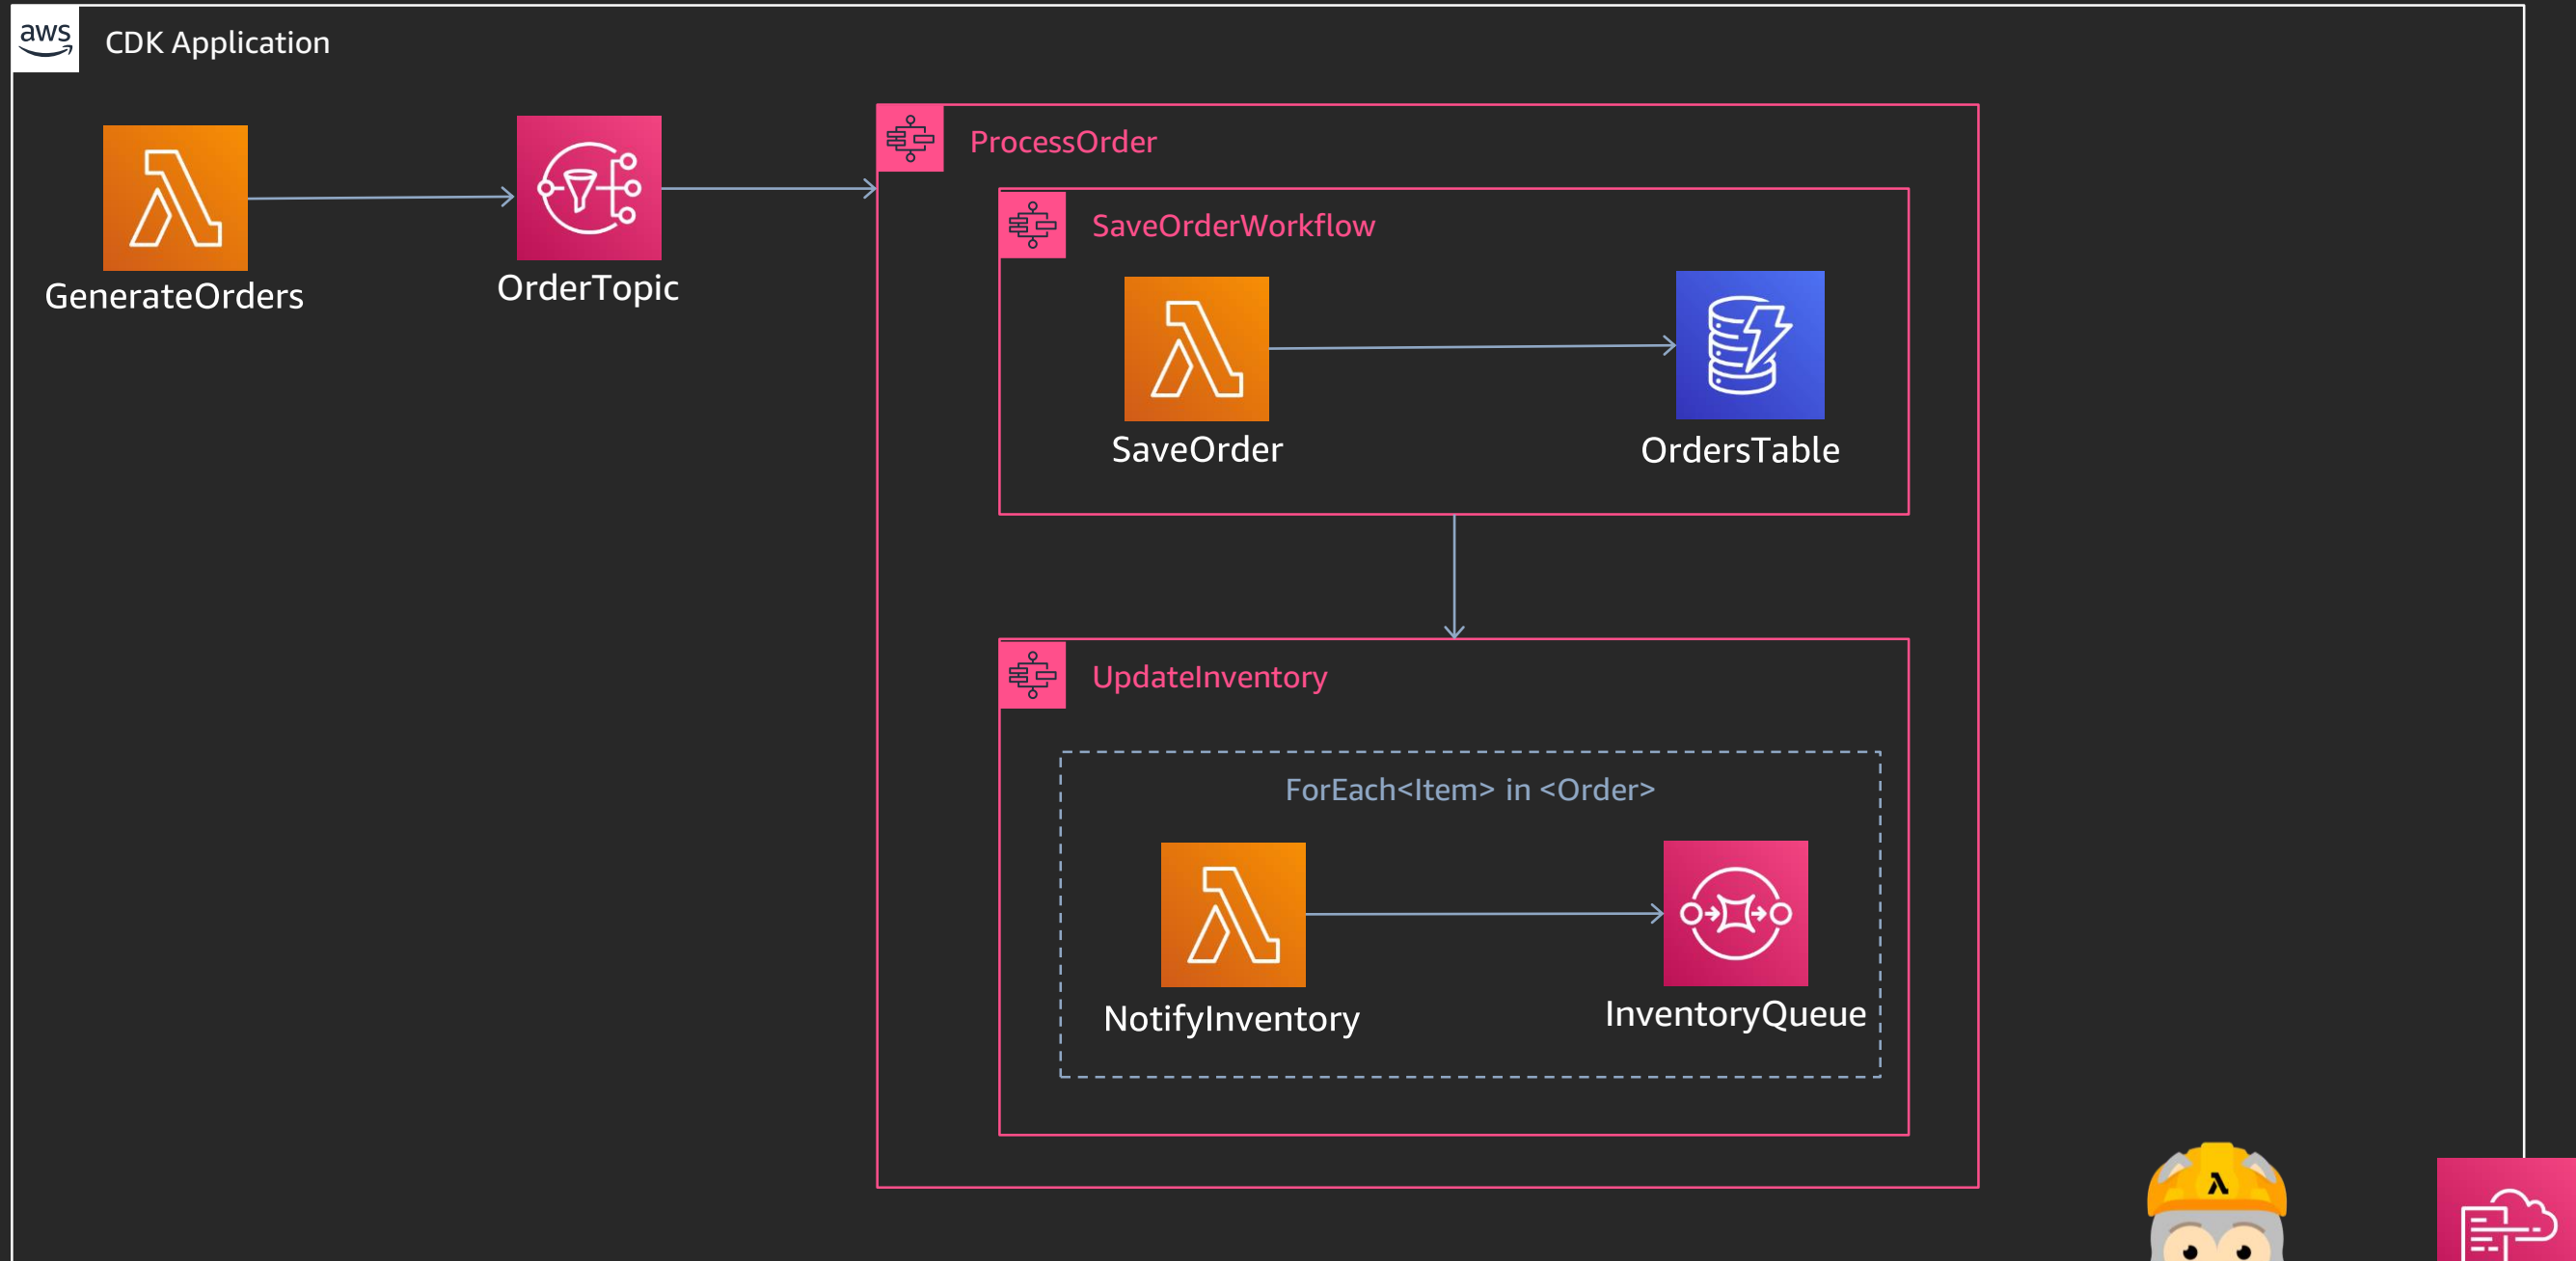 aws
CDK Application
ProcessOrder
SaveOrderWorkflow
GenerateOrders
OrderTopic
SaveOrder
OrdersTable
UpdateInventory
ForEach<Item> in <Order>
NotifyInventory
InventoryQueue
λ